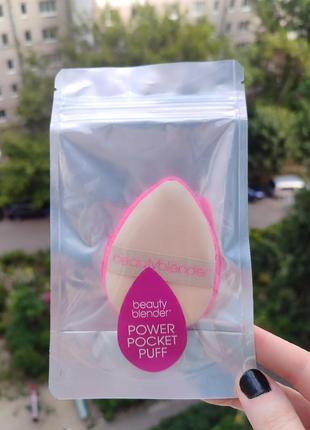 beautyblender
beauty
blender®
POWER
POCKET
PUFF